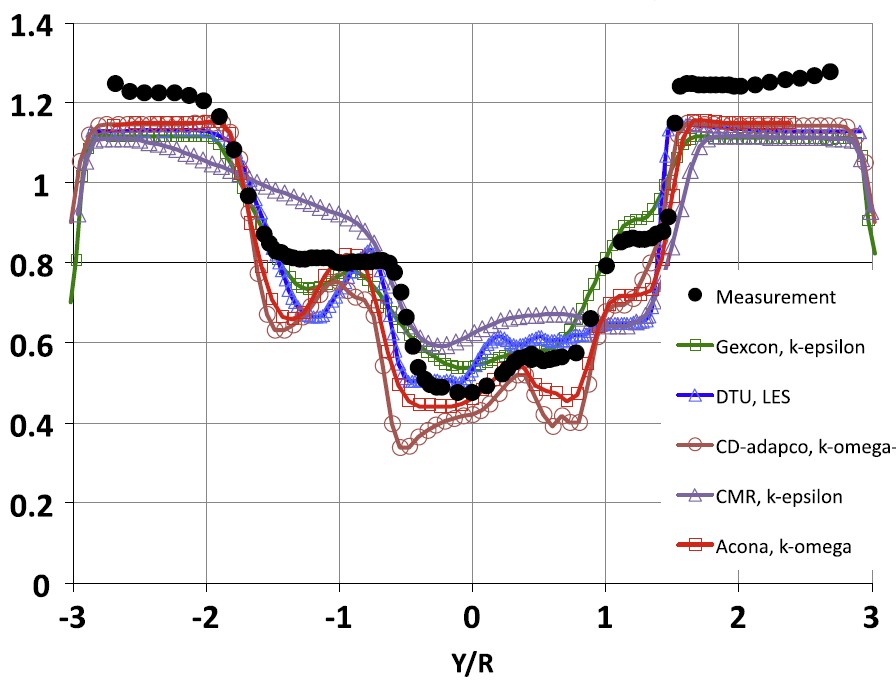 1.4
1.2
1
0.8
0.6
0.4
0.2
0
-3 -2 -1 0 1 2 3
Y/R
Measurement
Gexcon, k-epsilon
DTU, LES
CD-adapco, k-omega-
CMR, k-epsilon
Acona, k-omega